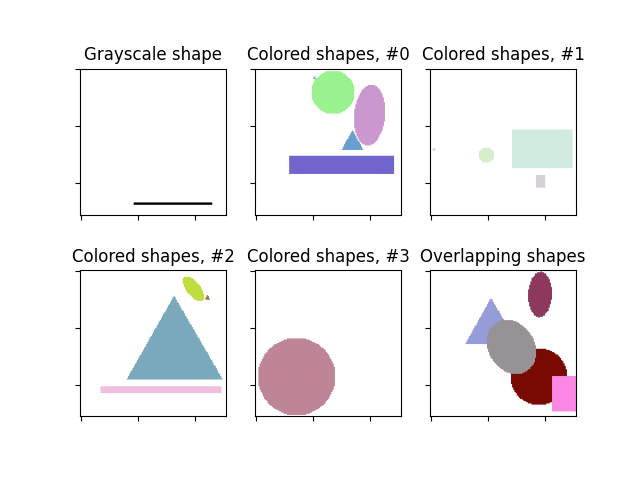 Grayscale shape
Colored shapes, #0
Colored shapes, #1
Colored shapes, #2
Colored shapes, #3
Overlapping shapes